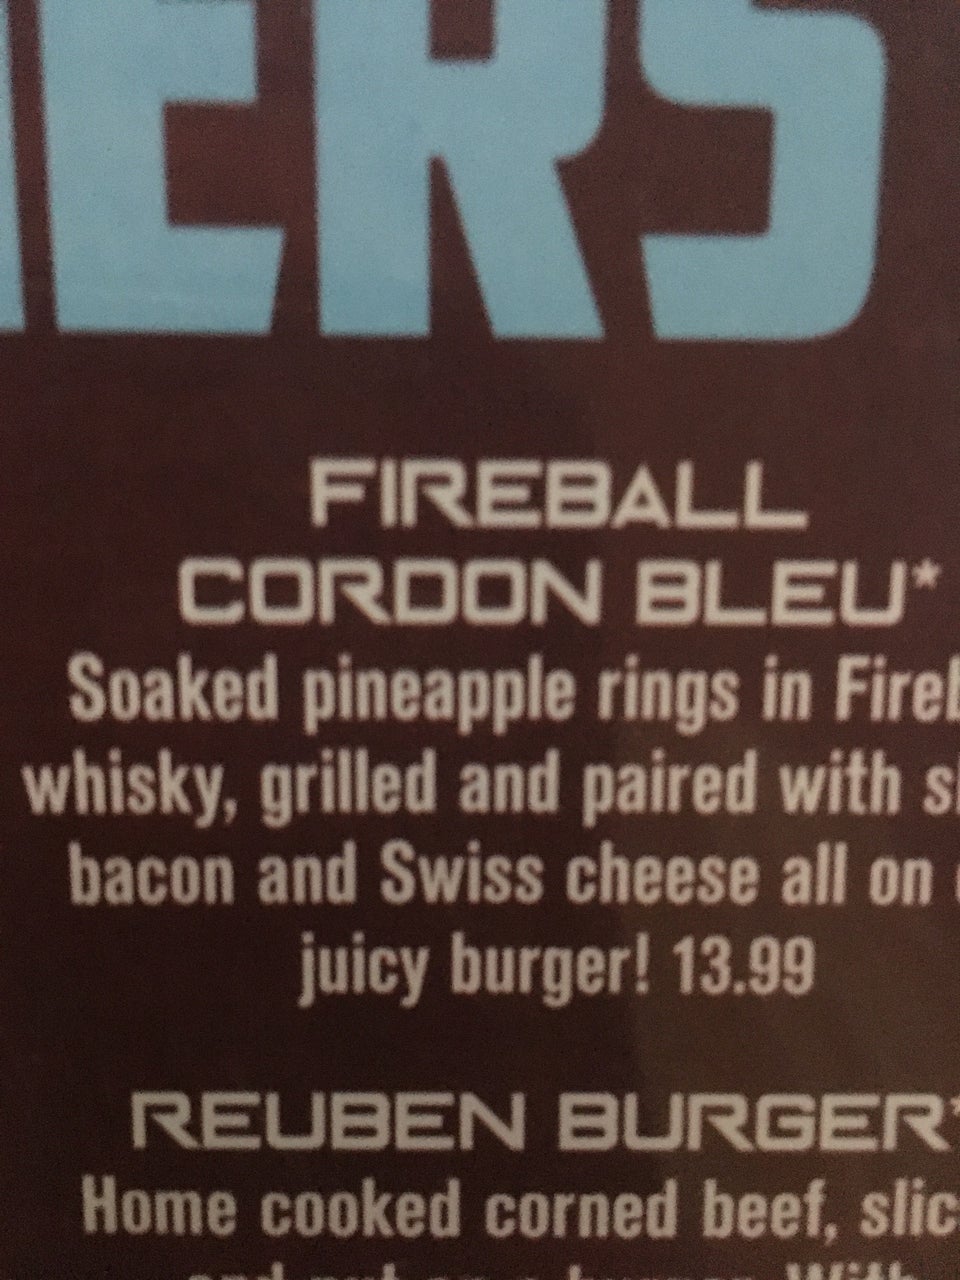 ERS
FIREBALL
CORDON BLEU*
Soaked pineapple rings in
whisky, grilled and paired with
bacon and Swiss cheese all on
juicy burger! 13.99
REUBEN BURGER*
Home cooked corned beef,